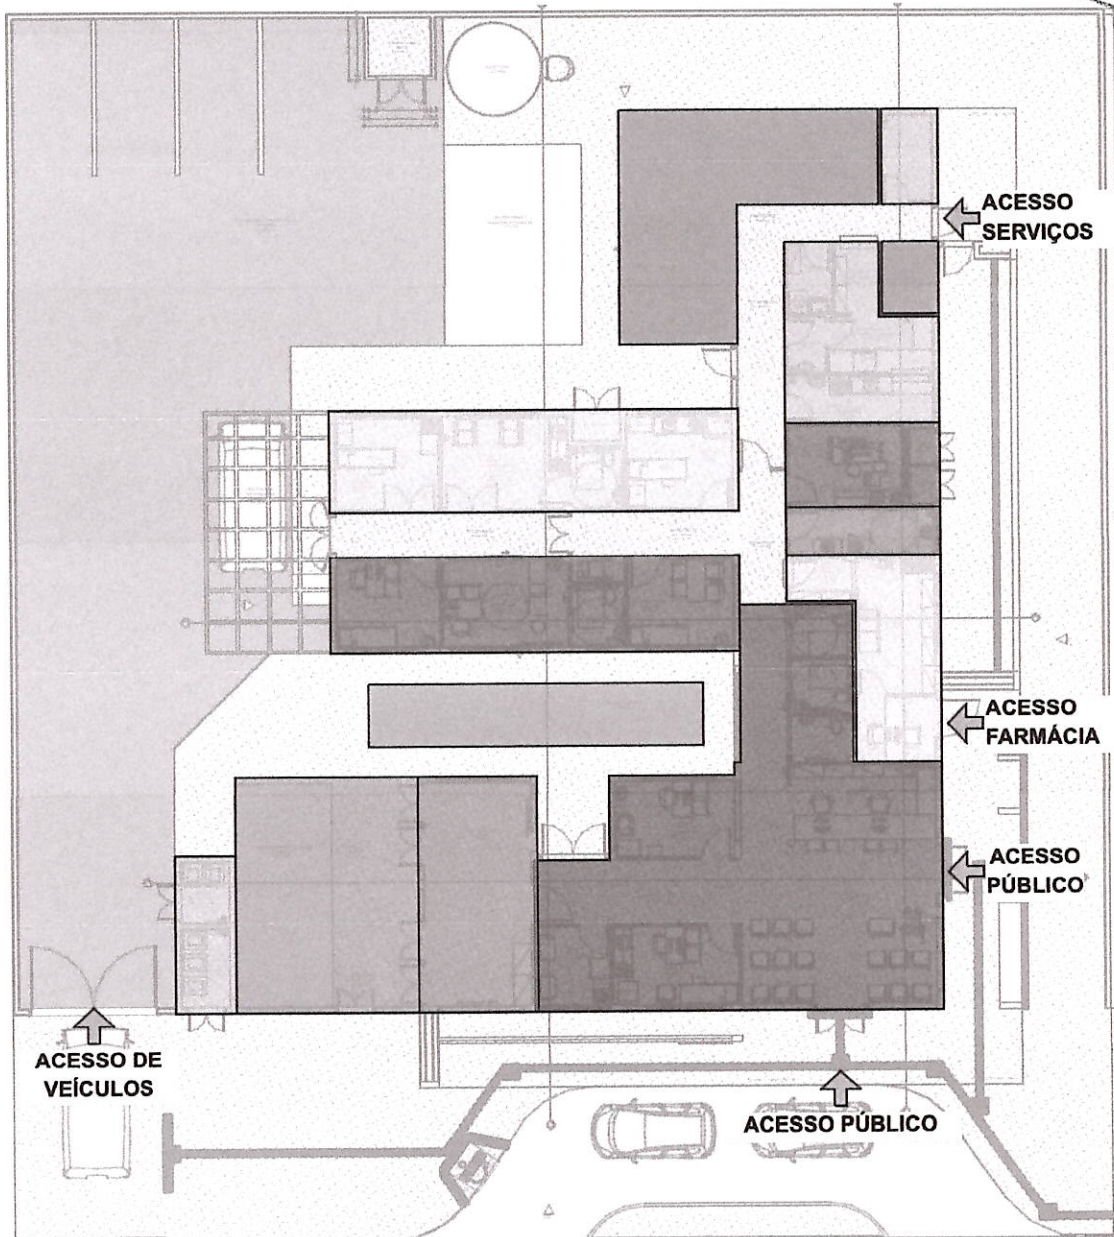 ACESSO
SERVIÇOS
ACESSO
FARMÁCIA
ACESSO
PÚBLICO
ACESSO DE
VEÍCULOS
ACESSO PÚBLICO